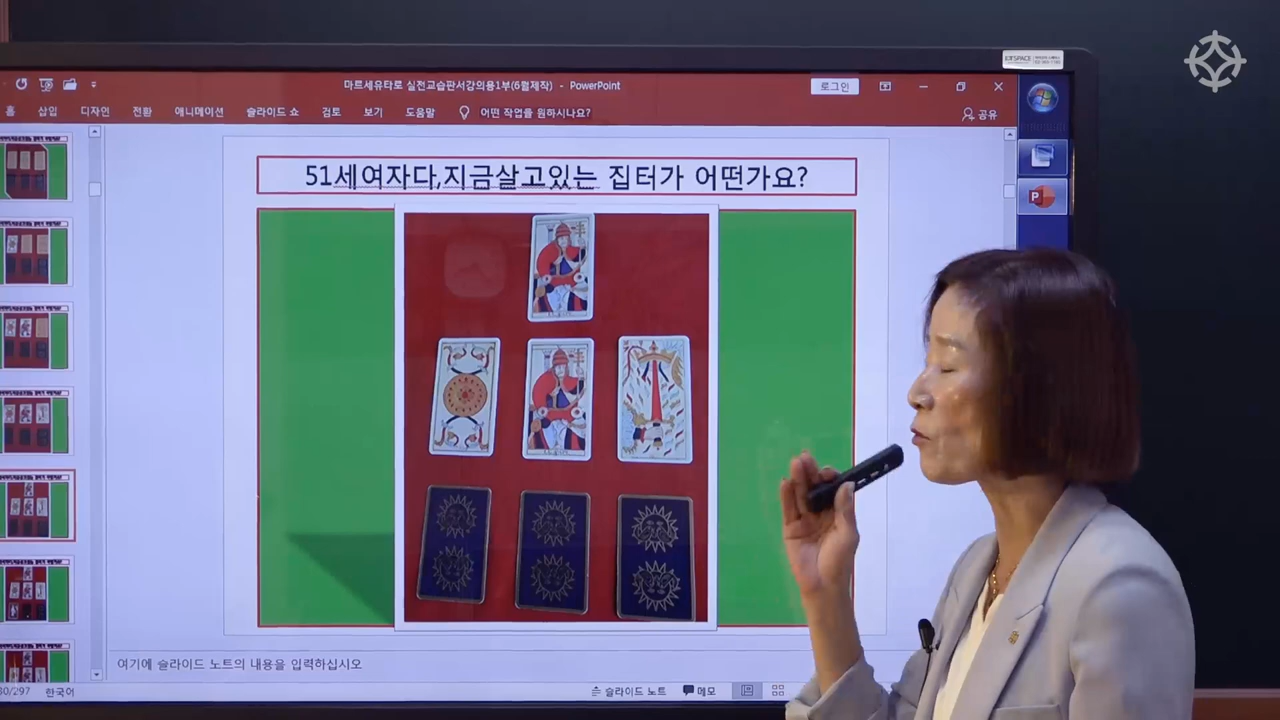 마르세유타로 실전교습판서강의용1부(6월제작) - PowerPoint
로그인
홈 삽입 디자인 전환 애니메이션 슬라이드 쇼 검토 보기 도움말 어떤 작업을 원하시나요? 공유
51세여자다,지금살고있는 집터가 어떤가요?
여기에 슬라이드 노트의 내용을 입력하십시오
30/297 한국어 슬라이드 노트 메모